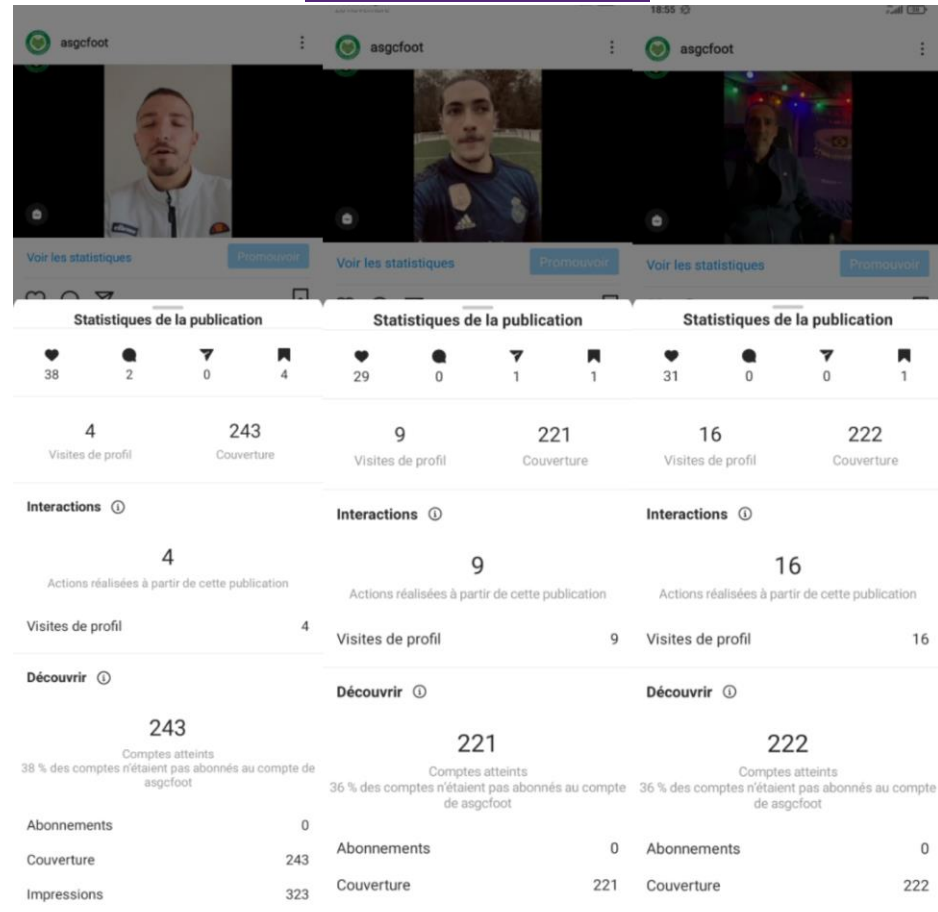 asgcfoot
Voir les statistiques
Promouvoir
Statistiques de la publication
38 2 0 4
4 243
Visites de profil Couverture
Interactions
4
Actions réalisées à partir de cette publication
Visites de profil 4
Découvrir
243
Comptes atteints
38 % des comptes n'étaient pas abonnés au compte de
asgcfoot
Abonnements 0
Couverture 243
Impressions 323
asgcfoot
Voir les statistiques
Promouvoir
Statistiques de la publication
29 0 1 1
9 221
Visites de profil Couverture
Interactions
9
Actions réalisées à partir de cette publication
Visites de profil 9
Découvrir
221
Comptes atteints
36 % des comptes n'étaient pas abonnés au compte
de asgcfoot
Abonnements 0
Couverture 221
18:55
asgcfoot
Voir les statistiques
Promouvoir
Statistiques de la publication
31 0 0 1
16 222
Visites de profil Couverture
Interactions
16
Actions réalisées à partir de cette publication
Visites de profil 16
Découvrir
222
Comptes atteints
36 % des comptes n'étaient pas abonnés au compte
de asgcfoot
Abonnements 0
Couverture 222